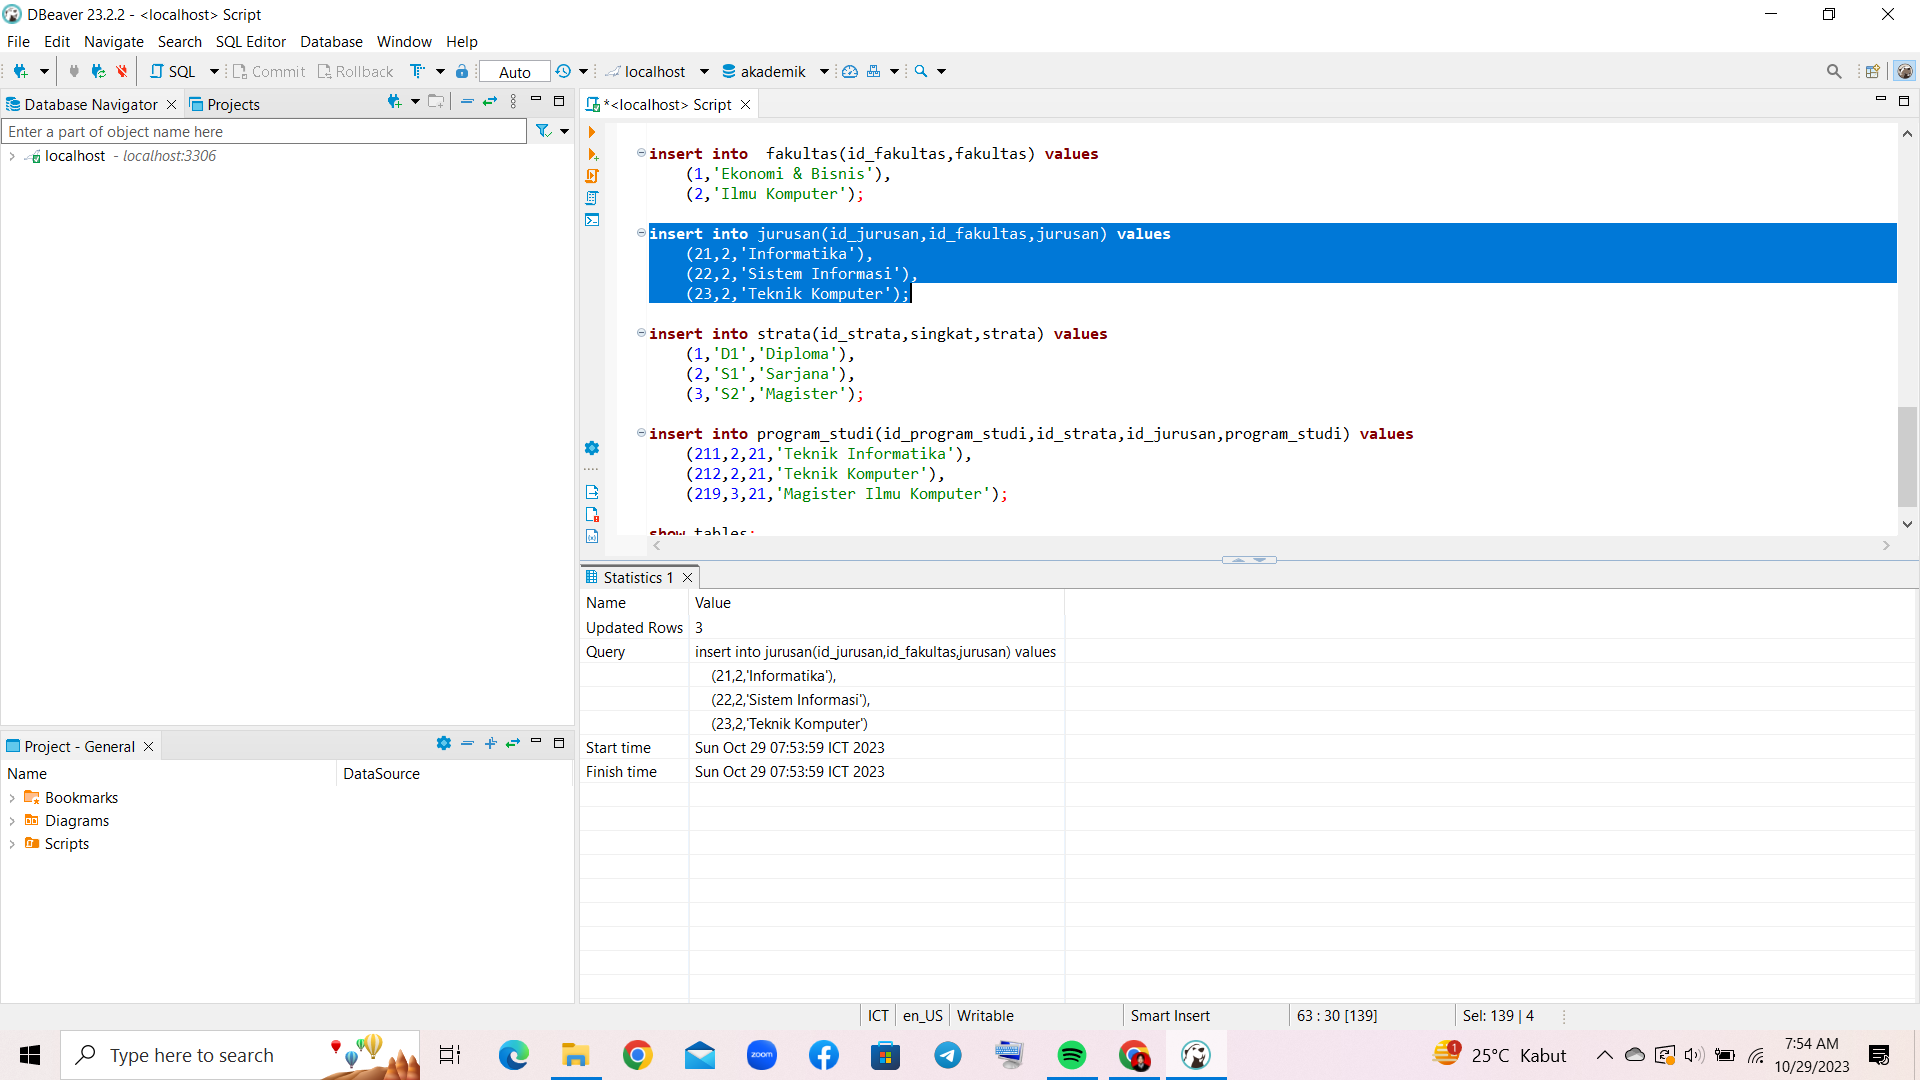 DBeaver 23.2.2 - <localhost> Script
File Edit Navigate Search SQL Editor Database Window Help
SQL Commit Rollback Auto localhost akademik
Database Navigator Projects
*<localhost> Script
Enter a part of object name here
localhost - localhost:3306
insert into  fakultas(id_fakultas,fakultas) values
(1,'Ekonomi & Bisnis'),
(2,'Ilmu Komputer');
insert into jurusan(id_jurusan,id_fakultas,jurusan) values
(21,2,'Informatika'),
(22,2,'Sistem Informasi'),
(23,2,'Teknik Komputer');
insert into strata(id_strata,singkat,strata) values
(1,'D1','Diploma'),
(2,'S1','Sarjana'),
(3,'S2','Magister');
insert into program_studi(id_program_studi,id_strata,id_jurusan,program_studi) values
(211,2,21,'Teknik Informatika'),
(212,2,21,'Teknik Komputer'),
(219,3,21,'Magister Ilmu Komputer');
show tables;
Statistics 1
Name Value
Updated Rows 3
Query insert into jurusan(id_jurusan,id_fakultas,jurusan) values
(21,2,'Informatika'),
(22,2,'Sistem Informasi'),
(23,2,'Teknik Komputer')
Start time Sun Oct 29 07:53:59 ICT 2023
Finish time Sun Oct 29 07:53:59 ICT 2023
Project - General
Name DataSource
Bookmarks
Diagrams
Scripts
ICT en_US Writable Smart Insert 63 : 30 [139] Sel: 139 | 4
Type here to search
zoom
1
25°C Kabut
7:54 AM
10/29/2023